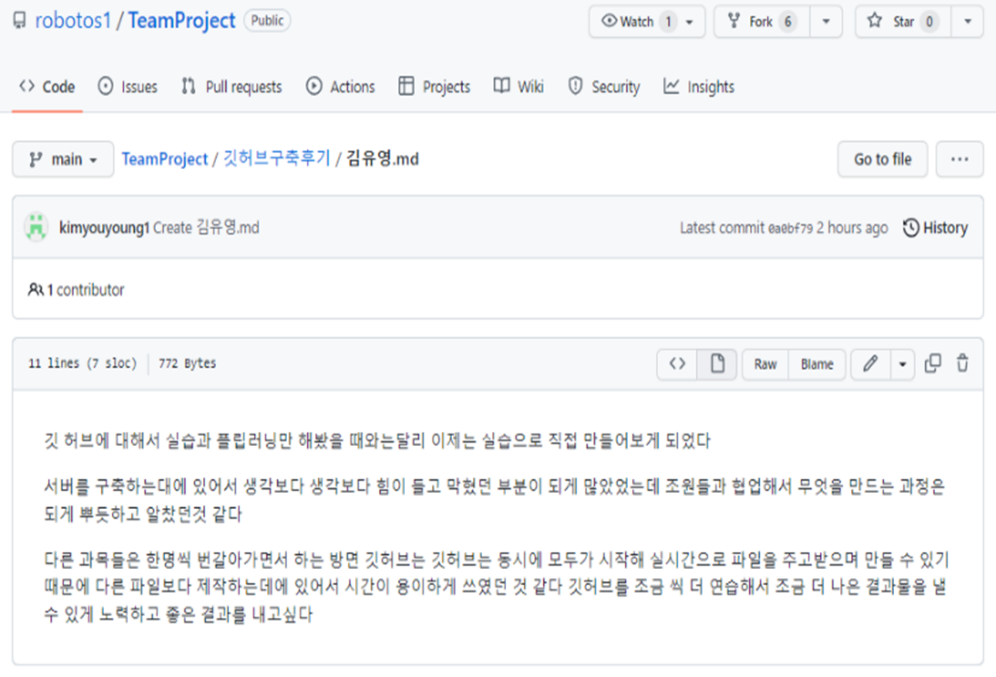 robotos1 / TeamProject Public
Watch 1
Fork 6
Star 0
Code
Issues
Pull requests
Actions
Projects
Wiki
Security
Insights
main
TeamProject / 깃허브구축후기 / 김유영.md
Go to file
...
kimyouyoung1 Create 김유영.md
Latest commit 0a0bf79 2 hours ago
History
1 contributor
11 lines (7 sloc) | 772 Bytes
<>
Raw
Blame
깃 허브에 대해서 실습과 플립러닝만 해봤을 때와는달리 이제는 실습으로 직접 만들어보게 되었다
서버를 구축하는대에 있어서 생각보다 생각보다 힘이 들고 막혔던 부분이 되게 많았었는데 조원들과 협업해서 무엇을 만드는 과정은
되게 뿌듯하고 알찼던것 같다
다른 과목들은 한명씩 번갈아가면서 하는 방면 깃허브는 깃허브는 동시에 모두가 시작해 실시간으로 파일을 주고받으며 만들 수 있기
때문에 다른 파일보다 제작하는데에 있어서 시간이 용이하게 쓰였던 것 같다 깃허브를 조금 씩 더 연습해서 조금 더 나은 결과물을 낼
수 있게 노력하고 좋은 결과를 내고싶다